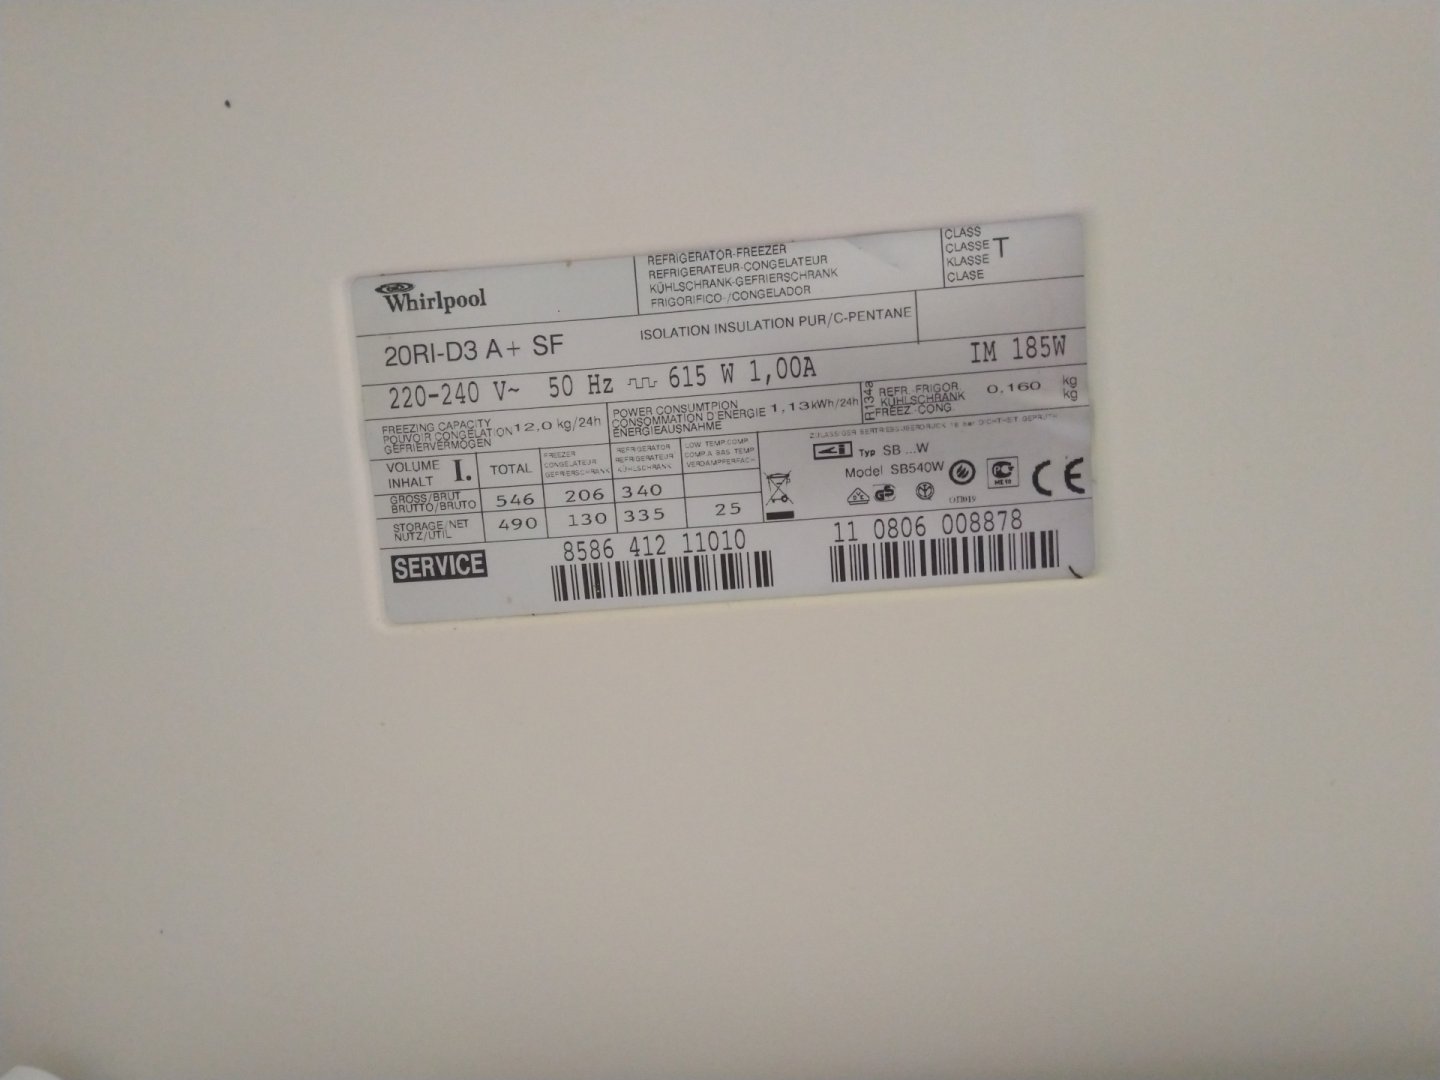 Whirlpool
REFRIGERATOR-FREEZER
REFRIGERATEUR-CONGELATEUR
KÜHLSCHRANK-GEFRIERSCHRANK
FRIGORIFICO-/CONGELADOR
CLASS
CLASSE T
KLASSE
CLASE
20RI-D3 A+ SF
ISOLATION INSULATION PUR/C-PENTANE
220-240 V~ 50 Hz 615 W 1,00A
IM 185W
FREEZING CAPACITY
POUVOIR CONGELATION 12,0 kg/24h
GEFRIERVERMÖGEN
POWER CONSUMTPION
CONSOMMATION D'ENERGIE 1,13kWh/24h
ENERGIEAUSNAHME
R134a
REFR. FRIGOR.
KÜHLSCHRANK 0.160 kg
FREEZ.-CONG. kg
VOLUME
INHALT l.
TOTAL
FREEZER
CONGELATEUR
GEFRIERSCHRANK
REFRIGERATOR
REFRIGERATEUR
KÜHLSCHRANK
LOW TEMP.COMP.
COMP.A BAS TEMP
VERDAMPFERFACH
GROSS/BRUT
BRUTTO/BRUTO 546 206 340
STORAGE/NET
NUTZ/UTIL 490 130 335 25
Typ SB ...W
Model SB540W
GS
CE
SERVICE
8586 412 11010
11 0806 008878